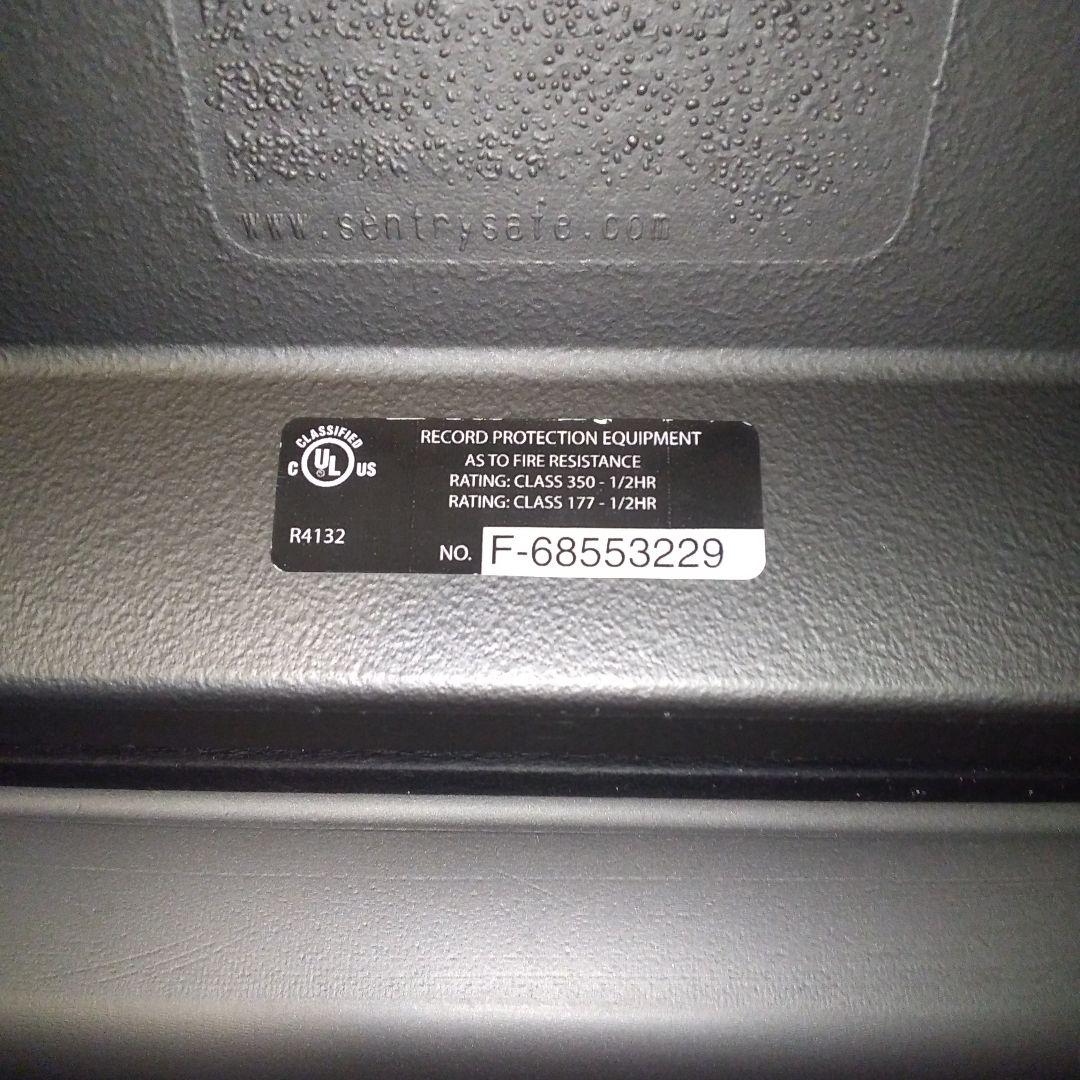 www.sentrysafe.com
CLASSIFIED
C UL US
RECORD PROTECTION EQUIPMENT
AS TO FIRE RESISTANCE
RATING: CLASS 350 - 1/2HR
RATING: CLASS 177 - 1/2HR
R4132
NO. F-68553229